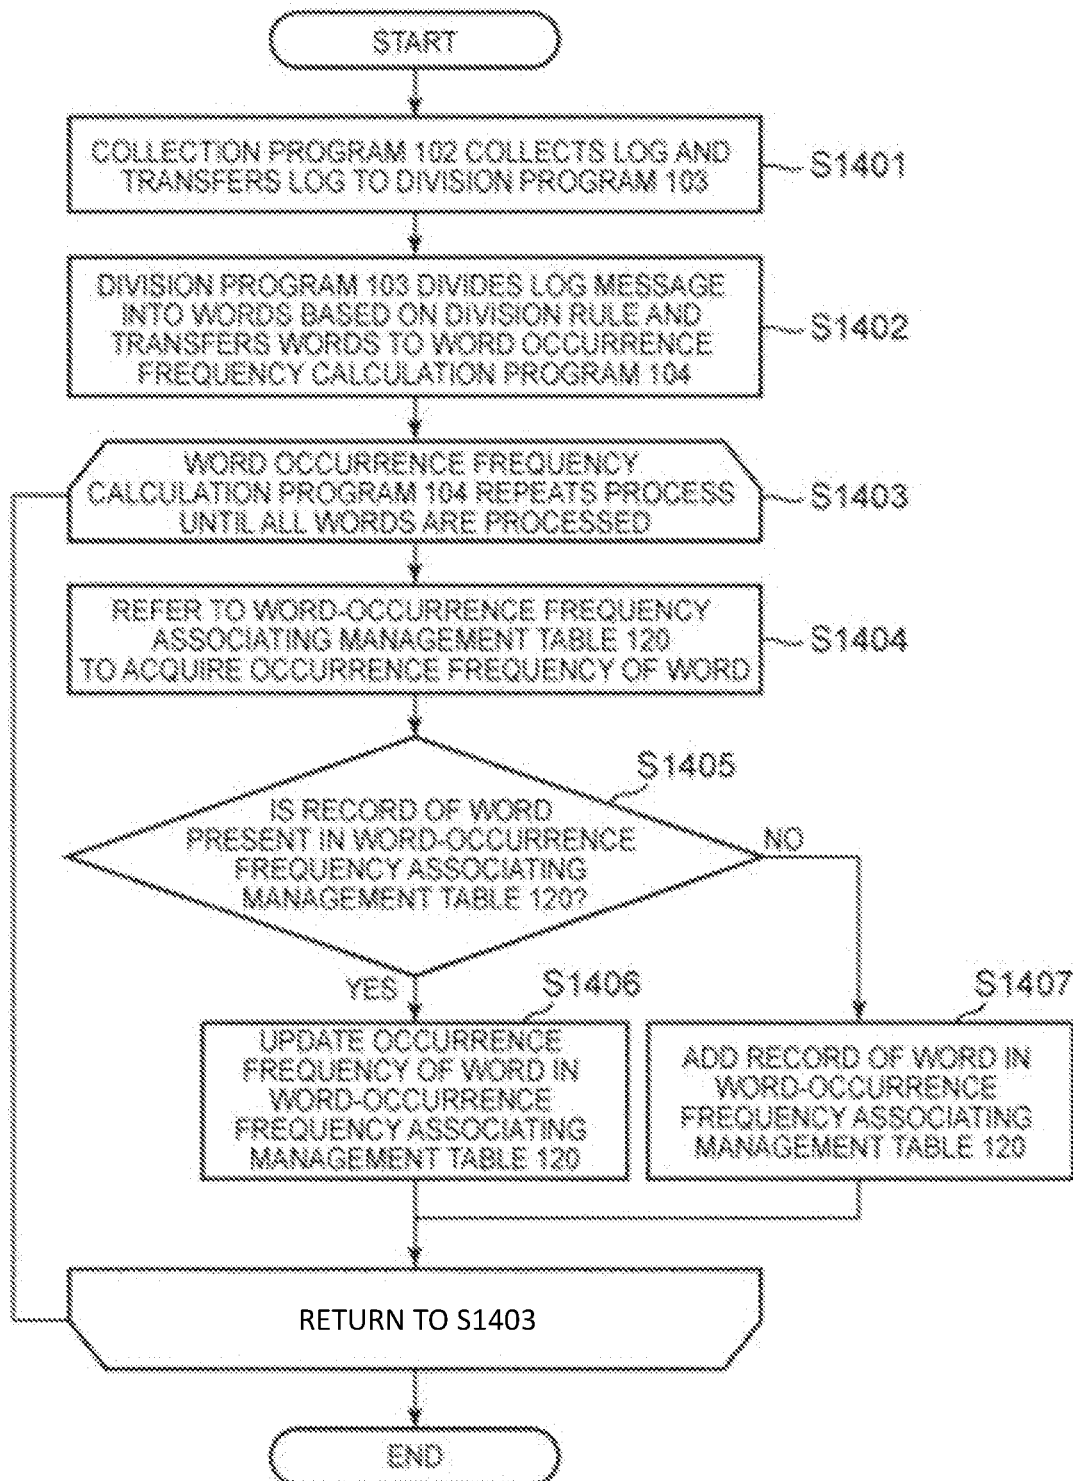 START
COLLECTION PROGRAM 102 COLLECTS LOG AND
TRANSFERS LOG TO DIVISION PROGRAM 103
S1401
DIVISION PROGRAM 103 DIVIDES LOG MESSAGE
INTO WORDS BASED ON DIVISION RULE AND
TRANSFERS WORDS TO WORD OCCURRENCE
FREQUENCY CALCULATION PROGRAM 104
S1402
WORD OCCURRENCE FREQUENCY
CALCULATION PROGRAM 104 REPEATS PROCESS
UNTIL ALL WORDS ARE PROCESSED
S1403
REFER TO WORD-OCCURRENCE FREQUENCY
ASSOCIATING MANAGEMENT TABLE 120
TO ACQUIRE OCCURRENCE FREQUENCY OF WORD
S1404
S1405
IS RECORD OF WORD
PRESENT IN WORD-OCCURRENCE
FREQUENCY ASSOCIATING
MANAGEMENT TABLE 120?
NO
YES
S1406
UPDATE OCCURRENCE
FREQUENCY OF WORD IN
WORD-OCCURRENCE
FREQUENCY ASSOCIATING
MANAGEMENT TABLE 120
S1407
ADD RECORD OF WORD IN
WORD-OCCURRENCE
FREQUENCY ASSOCIATING
MANAGEMENT TABLE 120
RETURN TO S1403
END